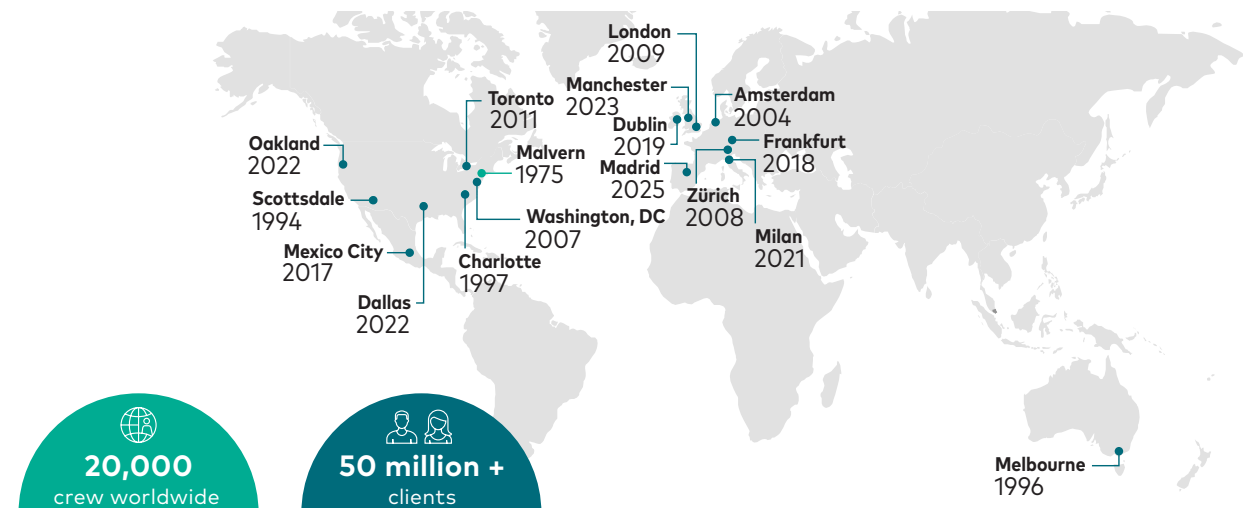 London
2009
Manchester
2023
Amsterdam
2004
Toronto
2011
Dublin
2019
Frankfurt
2018
Oakland
2022
Malvern
1975
Madrid
2025
Zürich
2008
Scottsdale
1994
Washington, DC
2007
Milan
2021
Mexico City
2017
Charlotte
1997
Dallas
2022
20,000
crew worldwide
50 million +
clients
Melbourne
1996